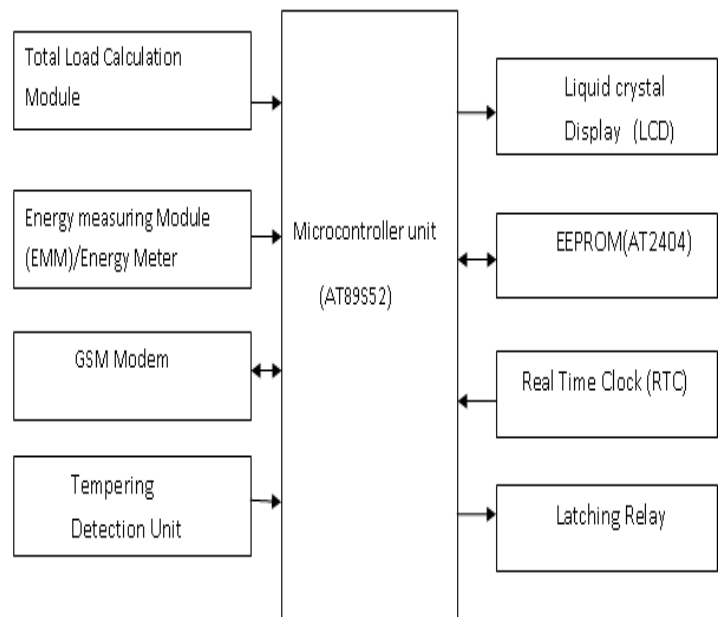 Total Load Calculation
Module
Energy measuring Module
(EMM)/Energy Meter
GSM Modem
Tempering
Detection Unit
Microcontroller unit
(AT89S52)
Liquid crystal
Display (LCD)
EEPROM(AT2404)
Real Time Clock (RTC)
Latching Relay